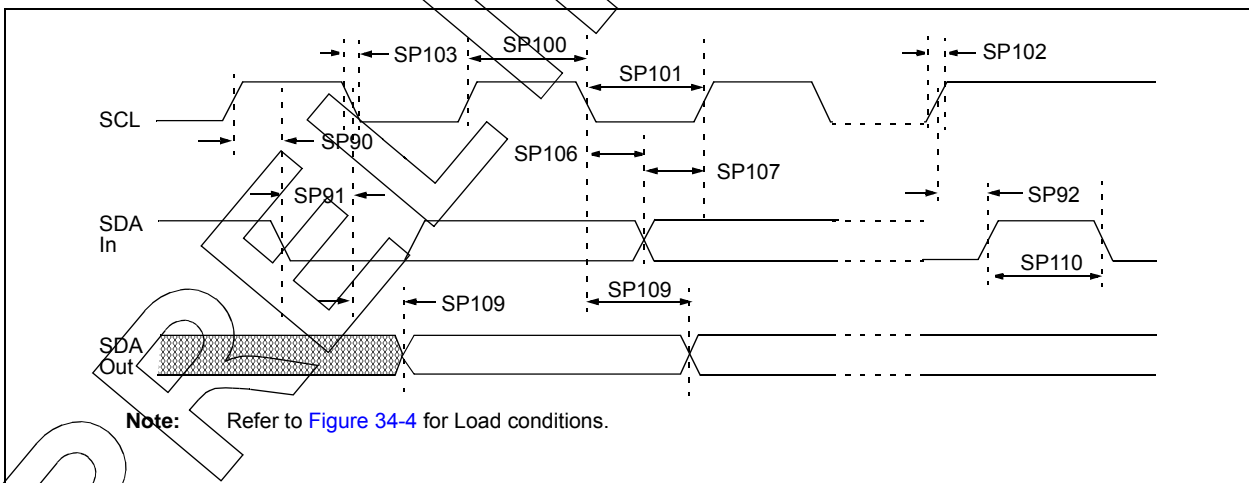 SP103
SP100
SP102
SP101
SCL
SP90
SP106
SP107
SP91
SP92
SDA
In
SP110
SP109
SP109
SDA
Out
Note: Refer to Figure 34-4 for Load conditions.
PREL